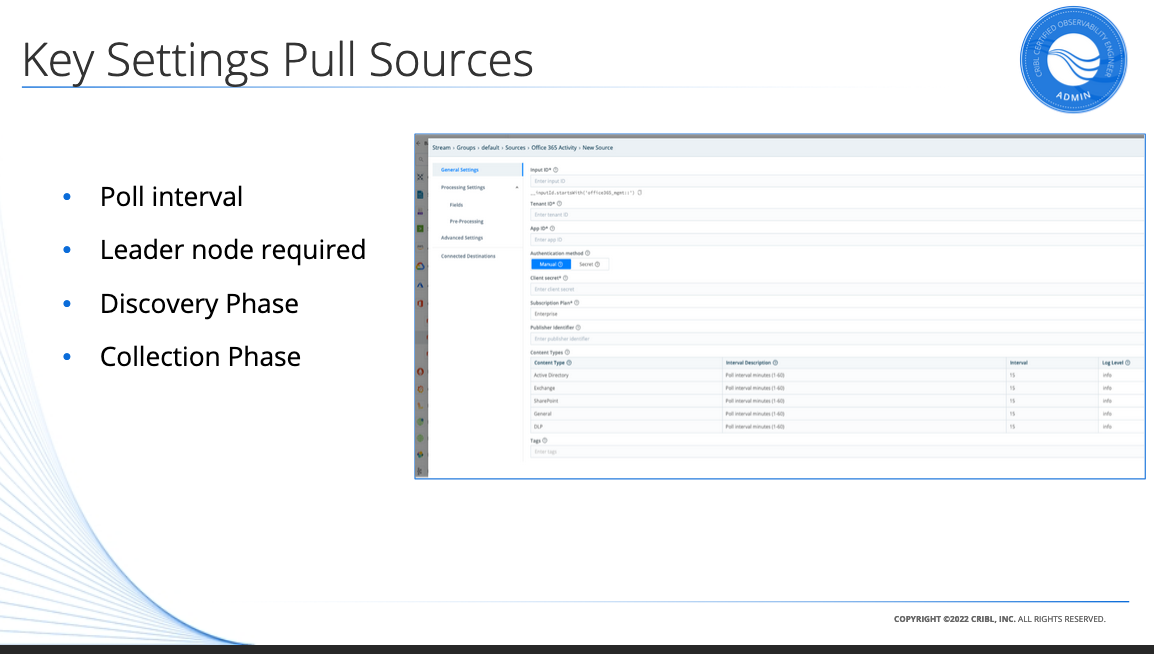 Key Settings Pull Sources
CRIBL CERTIFIED OBSERVABILITY ENGINEER
ADMIN
Poll interval
Leader node required
Discovery Phase
Collection Phase
Stream › Groups › default › Sources › Office 365 Activity › New Source
General Settings
Processing Settings
Fields
Pre-Processing
Advanced Settings
Connected Destinations
Input ID*
Enter input ID
__inputId.startsWith('office365_mgmt:')
Tenant ID*
Enter tenant ID
App ID*
Enter app ID
Authentication method
Manual Secret
Client secret*
Enter client secret
Subscription Plan*
Enterprise
Publisher identifier
Enter publisher identifier
Content Types
Content Type Interval Description Interval Log Level
Active Directory Poll interval minutes (1-60) 15 info
Exchange Poll interval minutes (1-60) 15 info
SharePoint Poll interval minutes (1-60) 15 info
General Poll interval minutes (1-60) 15 info
DLP Poll interval minutes (1-60) 15 info
Tags
Enter tags
COPYRIGHT ©2022 CRIBL, INC. ALL RIGHTS RESERVED.